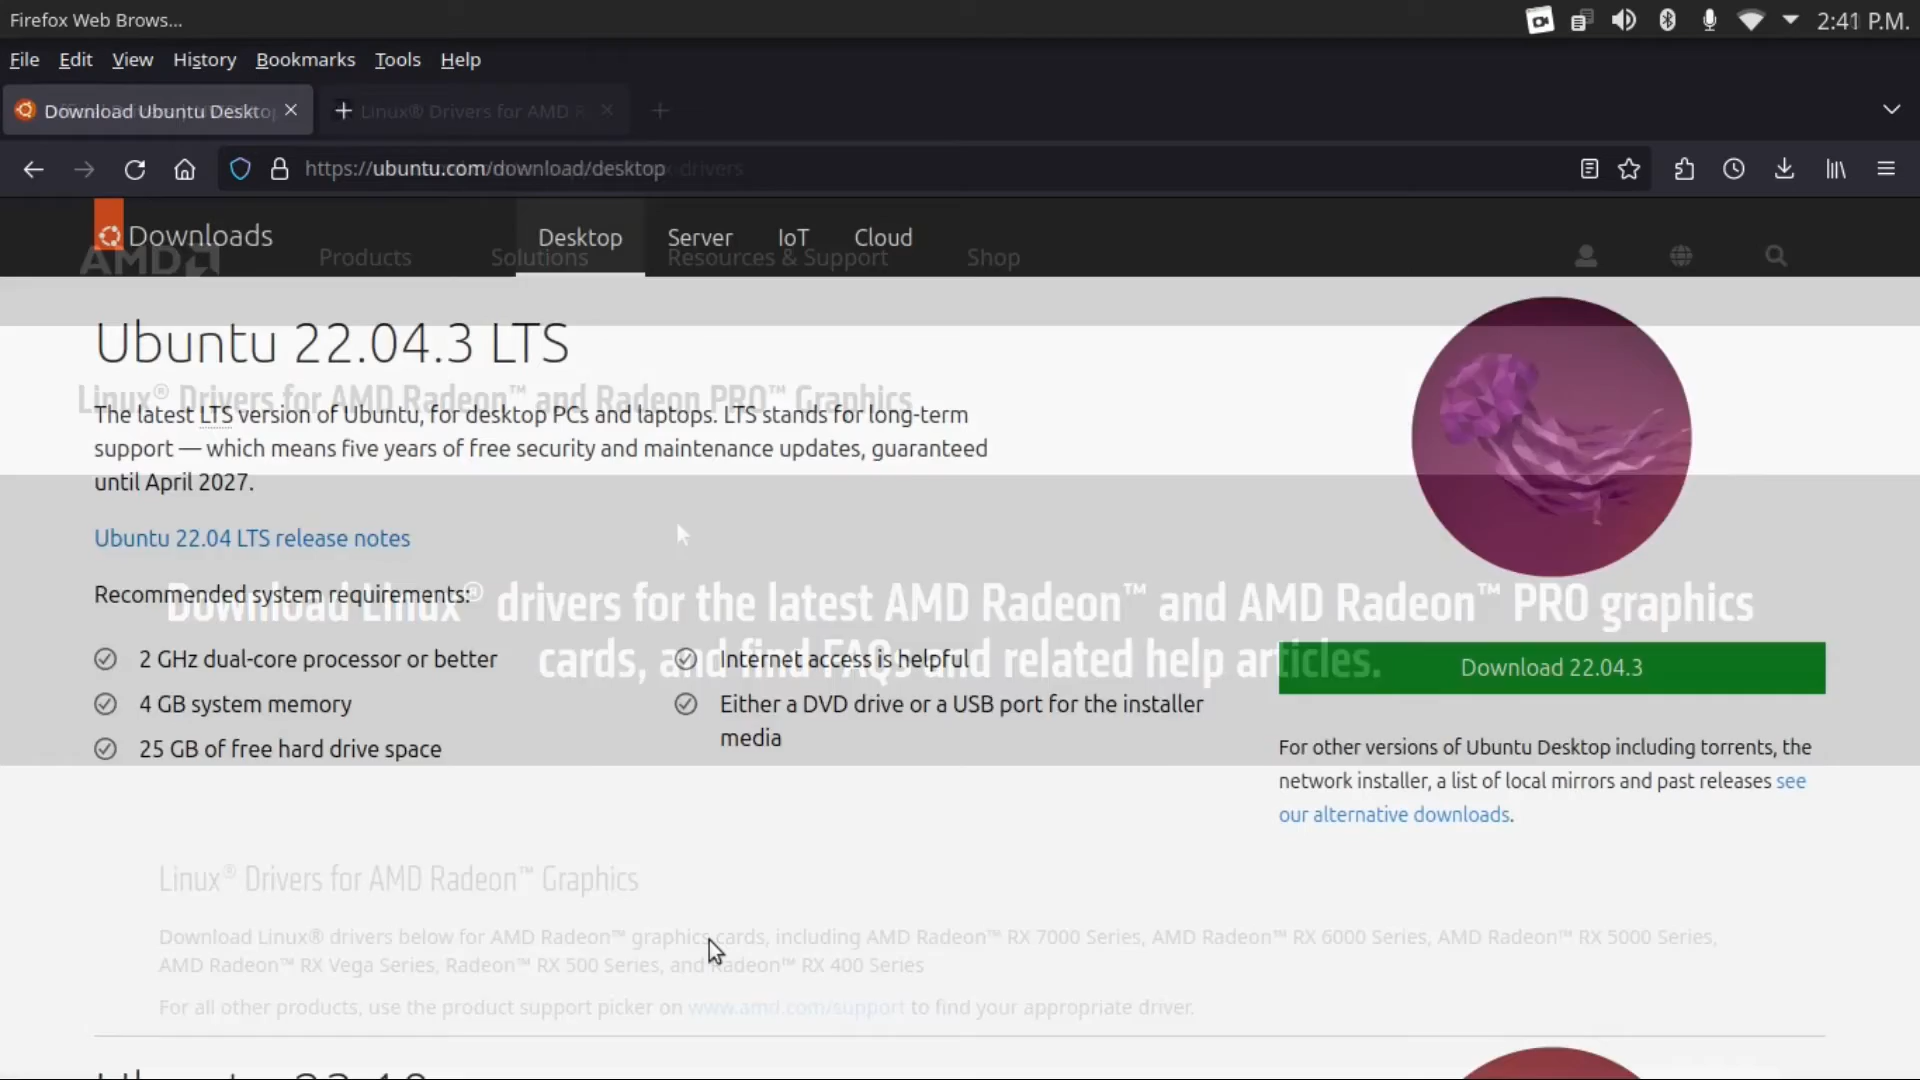 Firefox Web Brows...
2:41 P.M.
File Edit View History Bookmarks Tools Help
Download Ubuntu Deskto
Linux® Drivers for AMD R
https://ubuntu.com/download/desktop
drivers
Downloads
Desktop Server IoT Cloud
AMD
Products Solutions Resources & Support Shop
Ubuntu 22.04.3 LTS
Linux® Drivers for AMD Radeon™ and Radeon PRO™ Graphics
The latest LTS version of Ubuntu, for desktop PCs and laptops. LTS stands for long-term
support — which means five years of free security and maintenance updates, guaranteed
until April 2027.
Ubuntu 22.04 LTS release notes
Recommended system requirements:
Download Linux® drivers for the latest AMD Radeon™ and AMD Radeon™ PRO graphics
cards, and find FAQs and related help articles.
2 GHz dual-core processor or better
4 GB system memory
25 GB of free hard drive space
Internet access is helpful
Either a DVD drive or a USB port for the installer
media
Download 22.04.3
For other versions of Ubuntu Desktop including torrents, the
network installer, a list of local mirrors and past releases see
our alternative downloads.
Linux® Drivers for AMD Radeon™ Graphics
Download Linux® drivers below for AMD Radeon™ graphics cards, including AMD Radeon™ RX 7000 Series, AMD Radeon™ RX 6000 Series, AMD Radeon™ RX 5000 Series,
AMD Radeon™ RX Vega Series, Radeon™ RX 500 Series, and Radeon™ RX 400 Series
For all other products, use the product support picker on www.amd.com/support to find your appropriate driver.